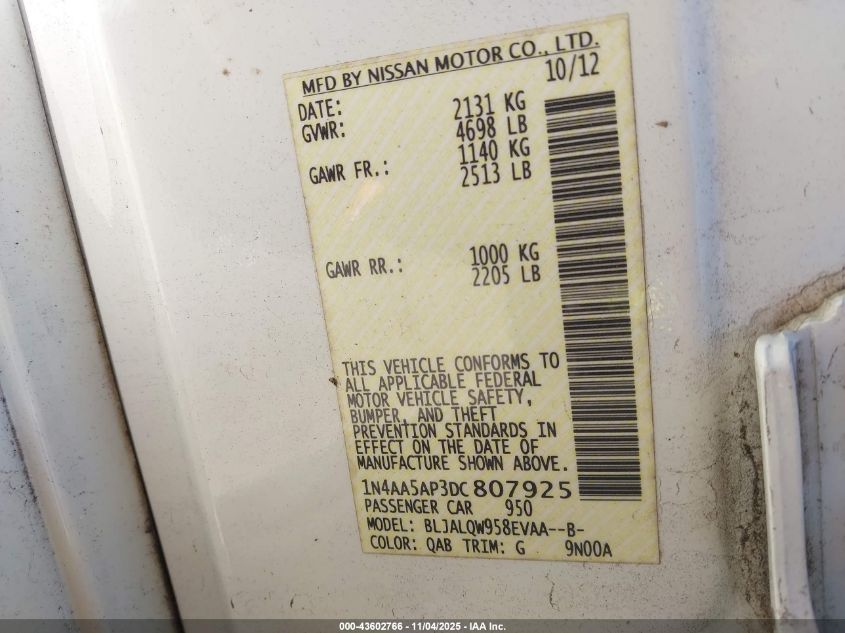 MFD BY NISSAN MOTOR CO., LTD.
DATE: 10/12
GVWR: 2131 KG
4698 LB
GAWR FR.: 1140 KG
2513 LB
GAWR RR.: 1000 KG
2205 LB
THIS VEHICLE CONFORMS TO
ALL APPLICABLE FEDERAL
MOTOR VEHICLE SAFETY,
BUMPER, AND THEFT
PREVENTION STANDARDS IN
EFFECT ON THE DATE OF
MANUFACTURE SHOWN ABOVE.
1N4AA5AP3DC807925
PASSENGER CAR 950
MODEL: BLJALQW958EVAA--B-
COLOR: QAB TRIM: G 9N00A
000-43602766 - 11/04/2025 - IAA Inc.